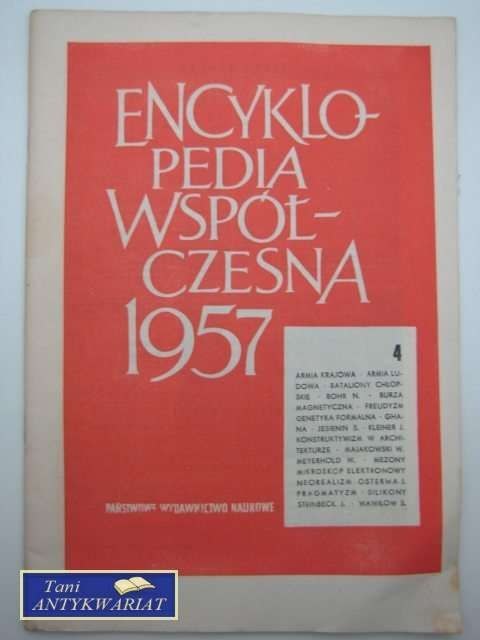 ENCYKLO-
PEDIA
WSPÓŁ-
CZESNA
1957
4
ARMIA KRAJOWA · ARMIA LU-
DOWA · BATALIONY CHŁOP-
SKIE · BOHR N. · BURZA
MAGNETYCZNA · FREUDYZM
GENETYKA FORMALNA · GHA-
NA · JESIENIN S. · KLEINER J.
KONSTRUKTYWIZM W ARCHI-
TEKTURZE · MAJAKOWSKI W.
MEYERHOLD W. · MEZONY
MIKROSKOP ELEKTRONOWY
NEOREALIZM · OSTERWA J.
PRAGMATYZM · SILIKONY
STEINBECK J. · WAWIŁOW S.
PAŃSTWOWE WYDAWNICTWO NAUKOWE
Tani
ANTYKWARIAT